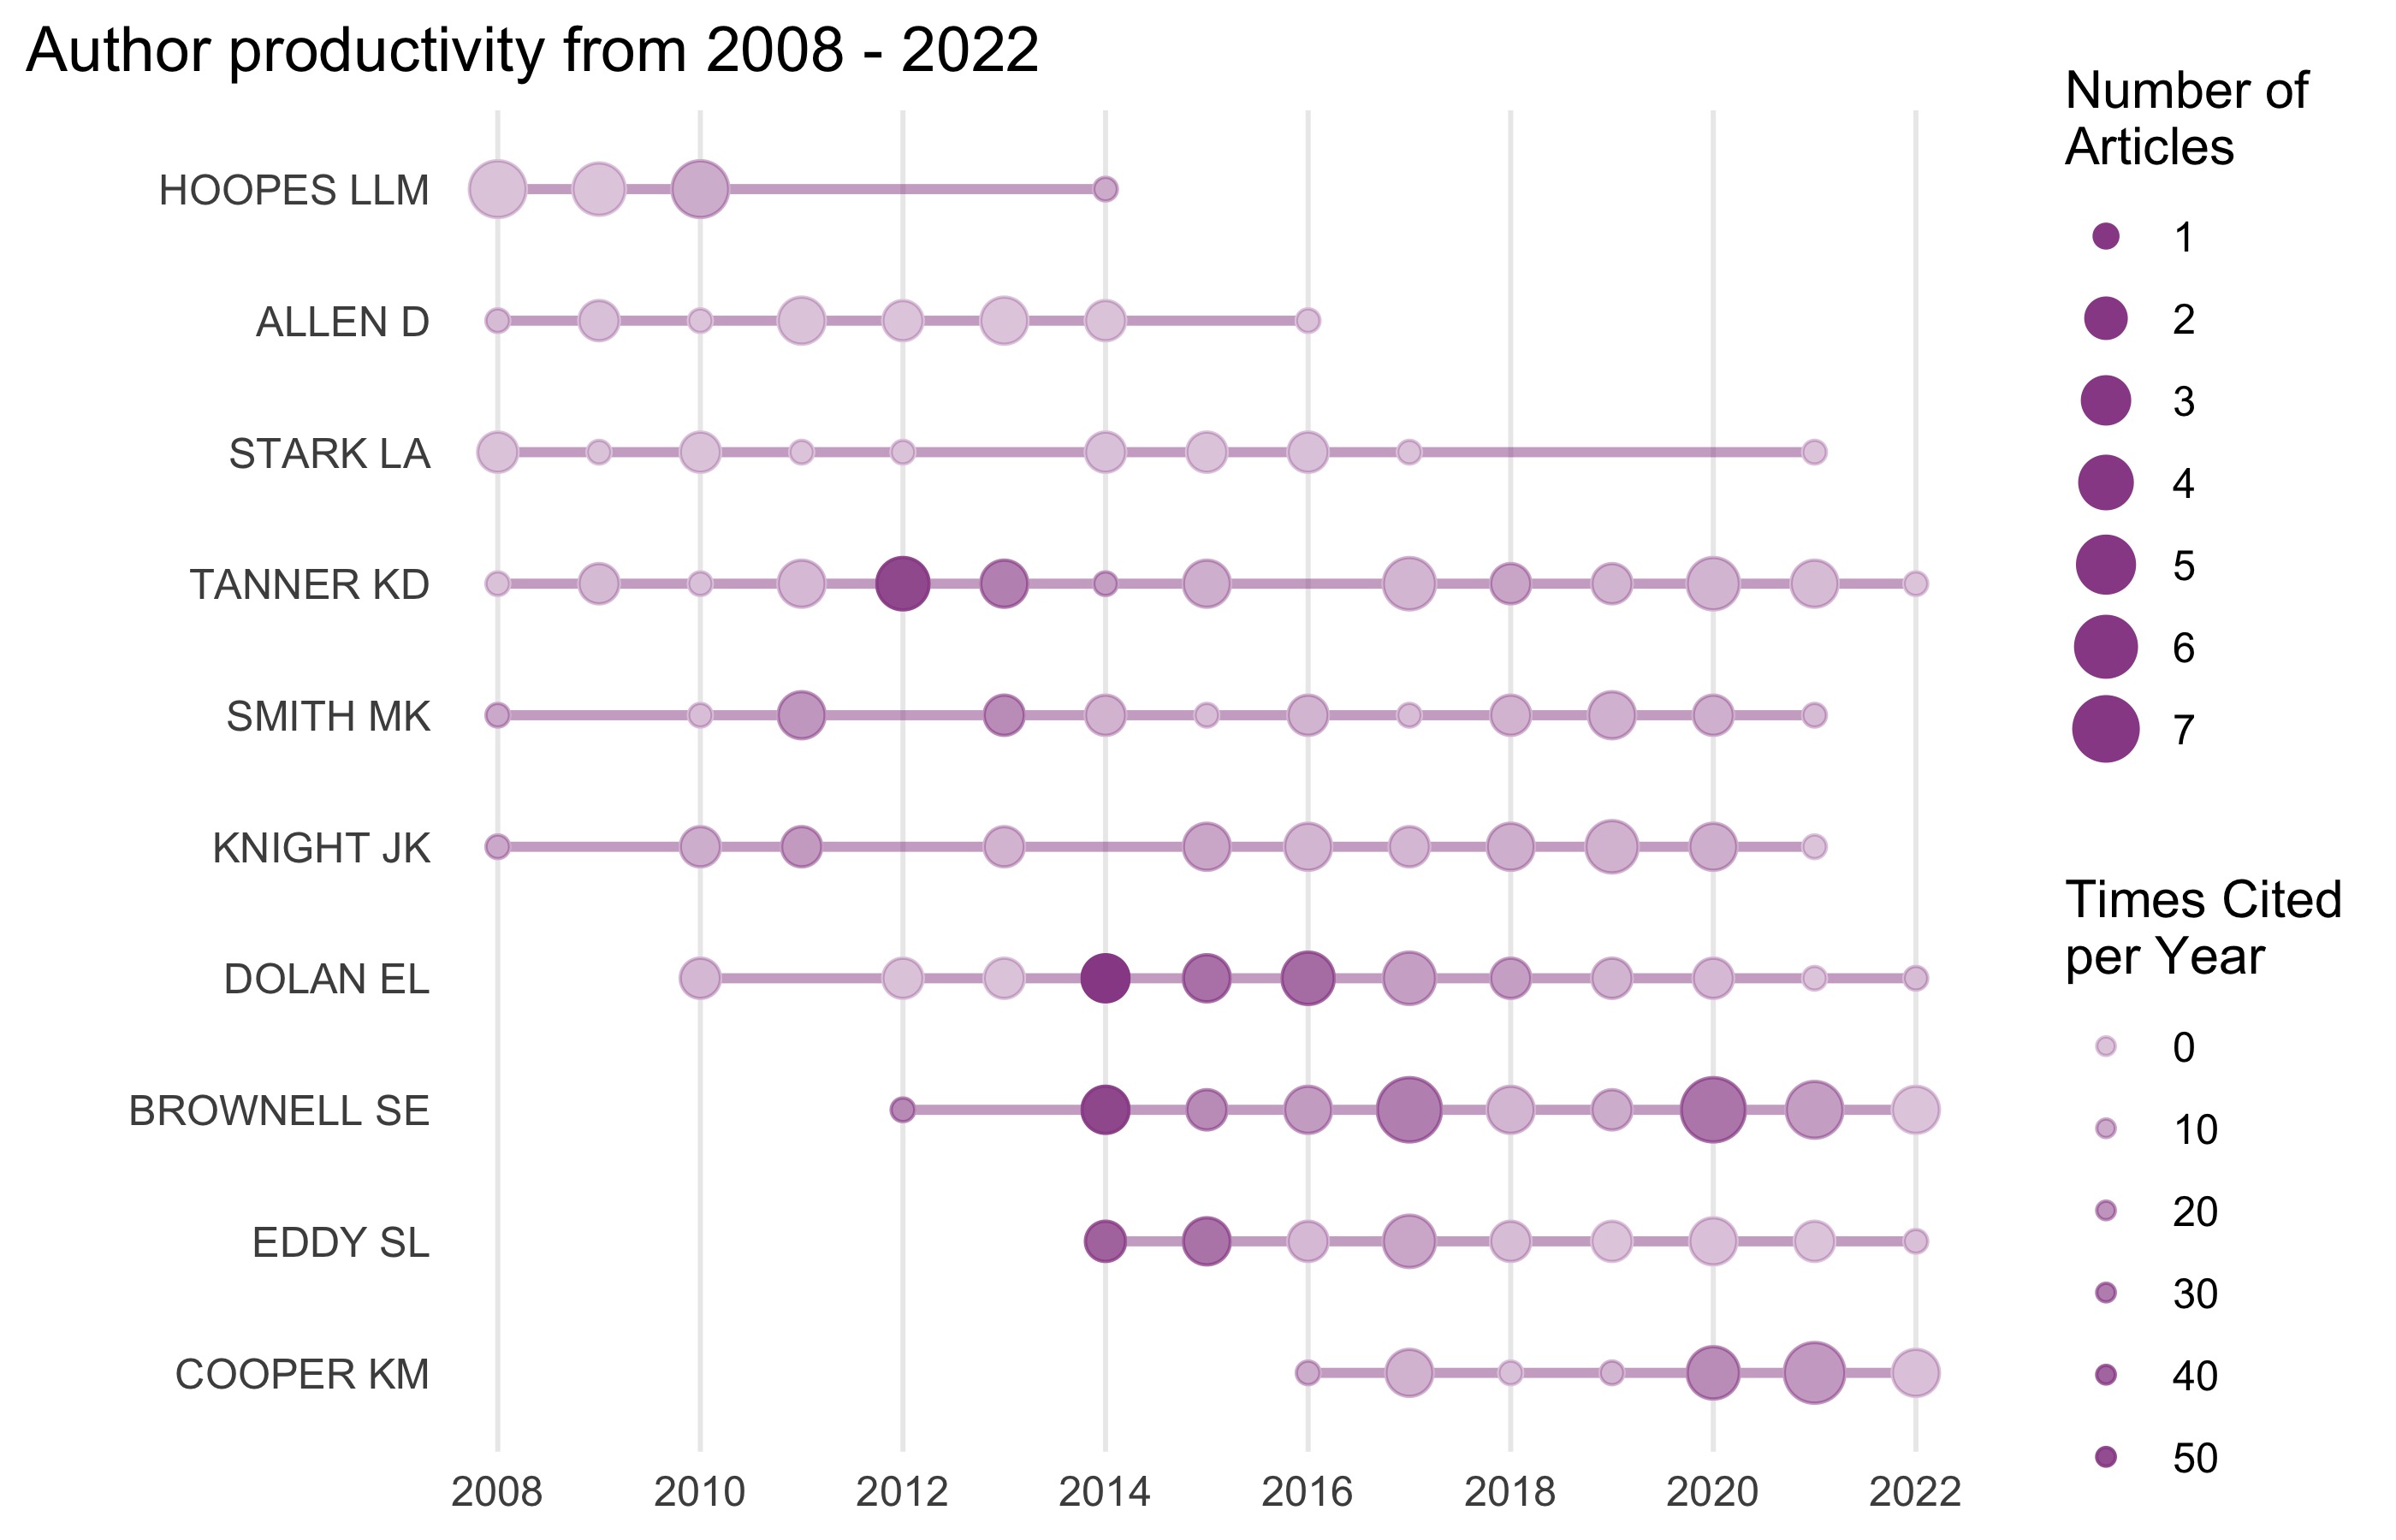 Author productivity from 2008 - 2022
HOOPES LLM
ALLEN D
STARK LA
TANNER KD
SMITH MK
KNIGHT JK
DOLAN EL
BROWNELL SE
EDDY SL
COOPER KM
2008 2010 2012 2014 2016 2018 2020 2022
Number of
Articles
1
2
3
4
5
6
7
Times Cited
per Year
0
10
20
30
40
50